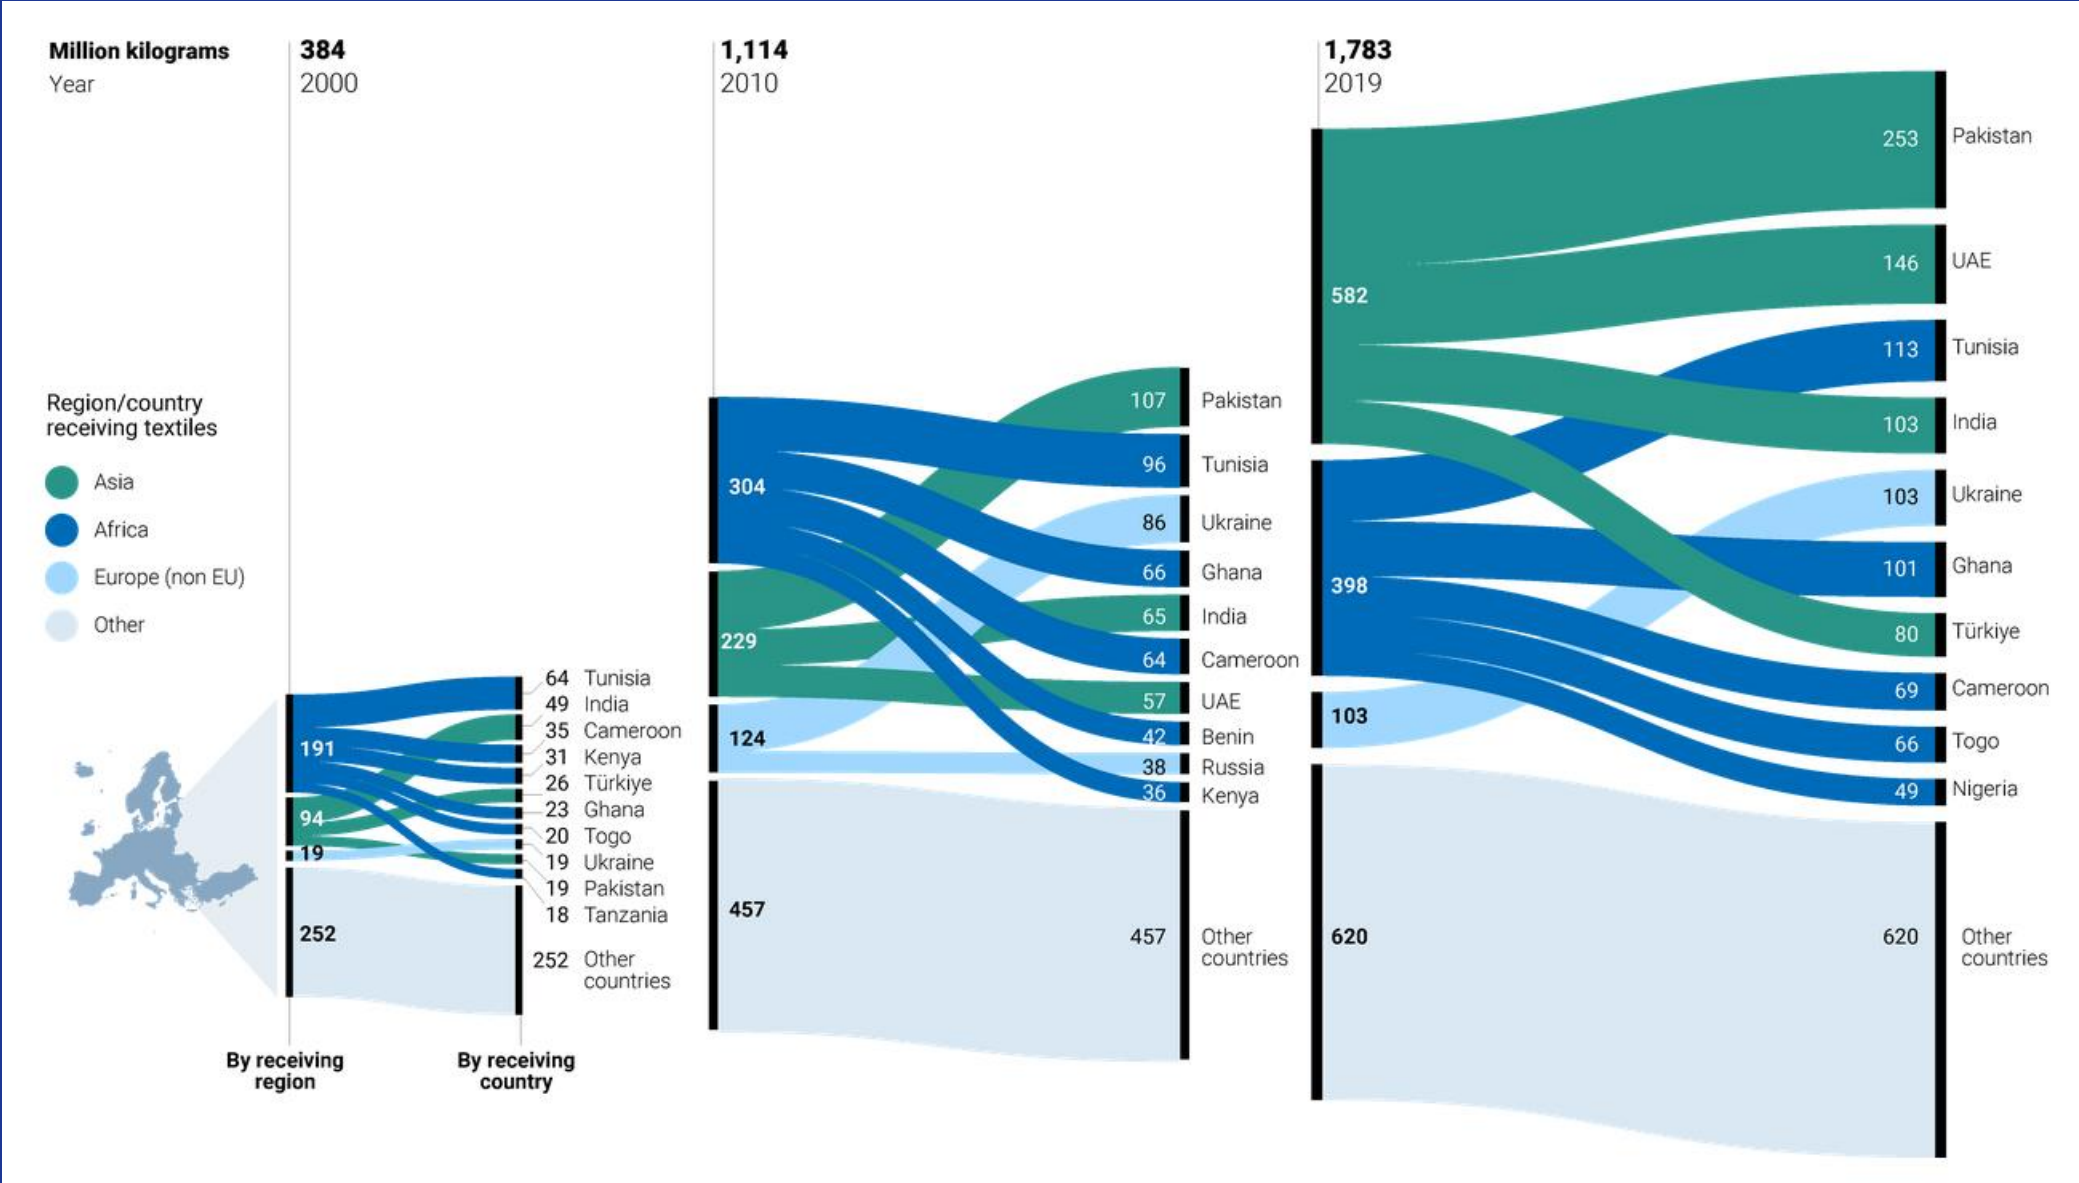 Million kilograms
Year
384
2000
1,114
2010
1,783
2019
Region/country
receiving textiles
Asia
Africa
Europe (non EU)
Other
191
94
19
252
64 Tunisia
49 India
35 Cameroon
31 Kenya
26 Türkiye
23 Ghana
20 Togo
19 Ukraine
19 Pakistan
18 Tanzania
252 Other
countries
By receiving
region
By receiving
country
304
229
124
457
107 Pakistan
96 Tunisia
86 Ukraine
66 Ghana
65 India
64 Cameroon
57 UAE
42 Benin
38 Russia
36 Kenya
457 Other
countries
582
398
103
620
253 Pakistan
146 UAE
113 Tunisia
103 India
103 Ukraine
101 Ghana
80 Türkiye
69 Cameroon
66 Togo
49 Nigeria
620 Other
countries